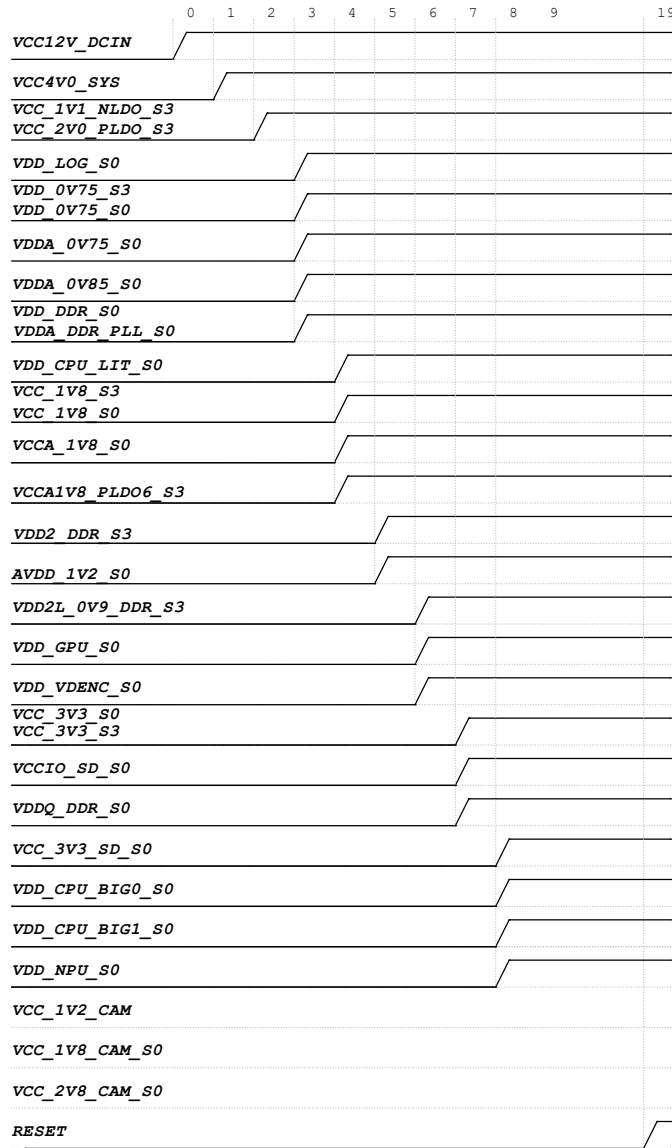 0 1 2 3 4 5 6 7 8 9 19
VCC12V_DCIN
VCC4V0_SYS
VCC_1V1_NLDO_S3
VCC_2V0_PLDO_S3
VDD_LOG_S0
VDD_0V75_S3
VDD_0V75_S0
VDDA_0V75_S0
VDDA_0V85_S0
VDD_DDR_S0
VDDA_DDR_PLL_S0
VDD_CPU_LIT_S0
VCC_1V8_S3
VCC_1V8_S0
VCCA_1V8_S0
VCCA1V8_PLDO6_S3
VDD2_DDR_S3
AVDD_1V2_S0
VDD2L_0V9_DDR_S3
VDD_GPU_S0
VDD_VDENC_S0
VCC_3V3_S0
VCC_3V3_S3
VCCIO_SD_S0
VDDQ_DDR_S0
VCC_3V3_SD_S0
VDD_CPU_BIG0_S0
VDD_CPU_BIG1_S0
VDD_NPU_S0
VCC_1V2_CAM
VCC_1V8_CAM_S0
VCC_2V8_CAM_S0
RESET